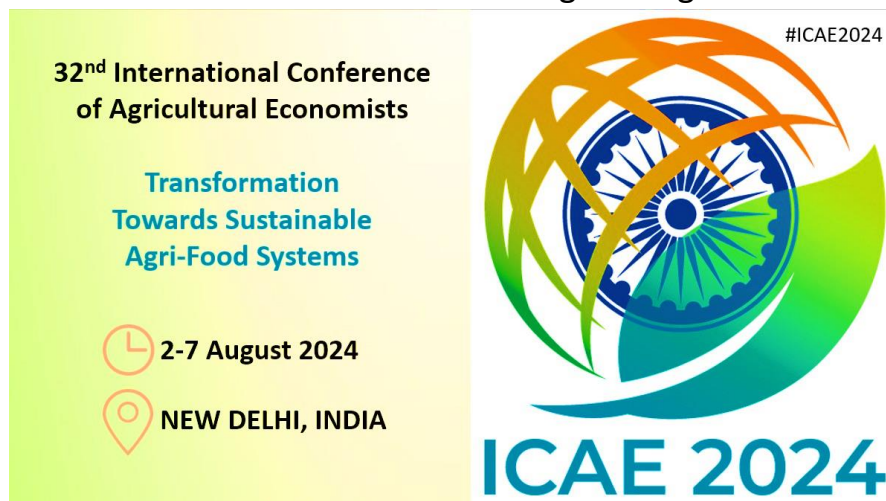 32nd International Conference
of Agricultural Economists
Transformation
Towards Sustainable
Agri-Food Systems
2-7 August 2024
NEW DELHI, INDIA
#ICAE2024
ICAE 2024